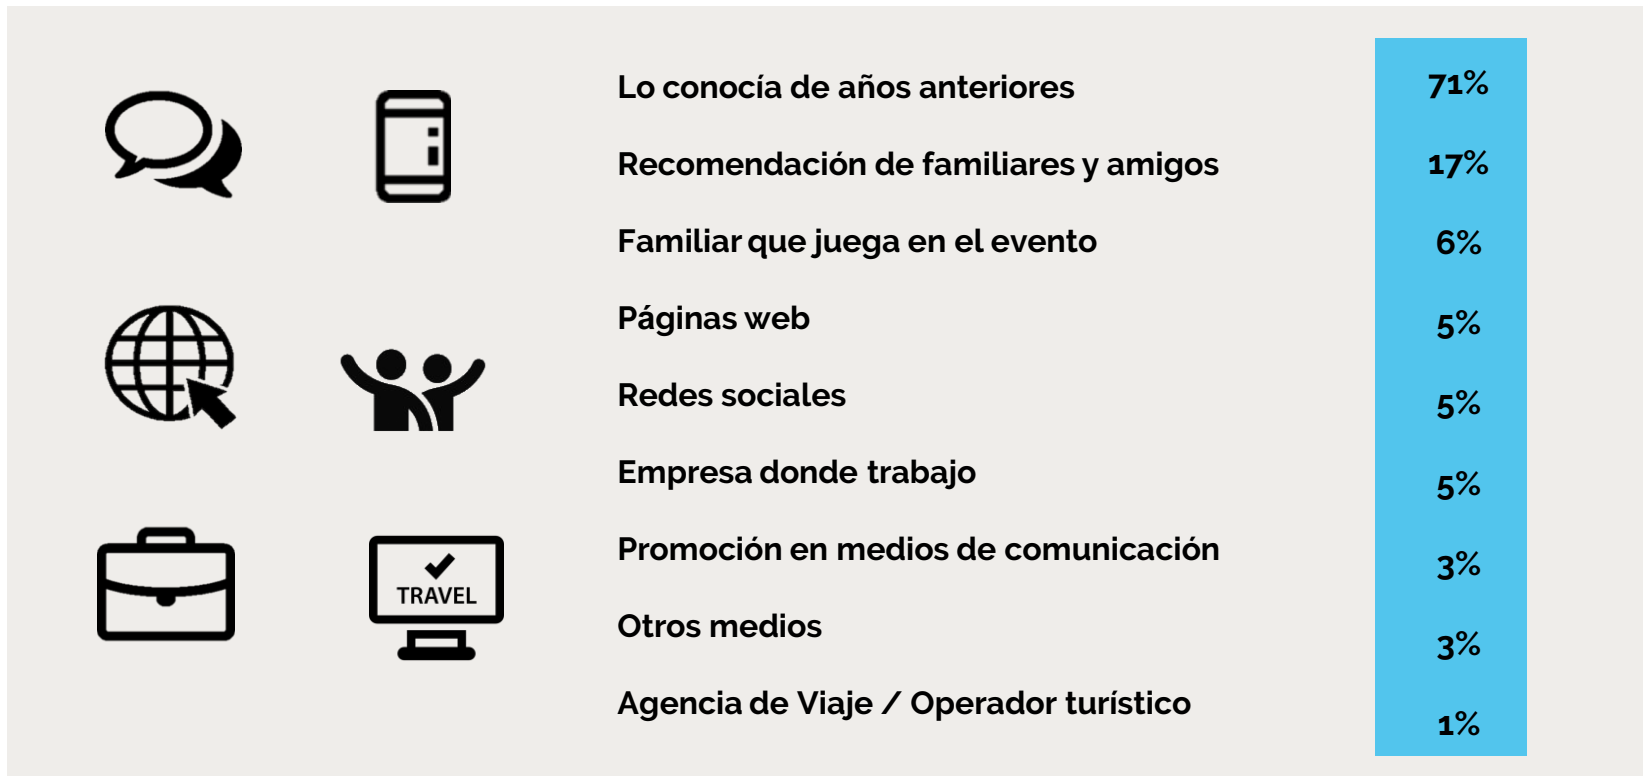 Lo conocía de años anteriores 71%
Recomendación de familiares y amigos 17%
Familiar que juega en el evento 6%
Páginas web 5%
Redes sociales 5%
Empresa donde trabajo 5%
Promoción en medios de comunicación 3%
Otros medios 3%
Agencia de Viaje / Operador turístico 1%
TRAVEL